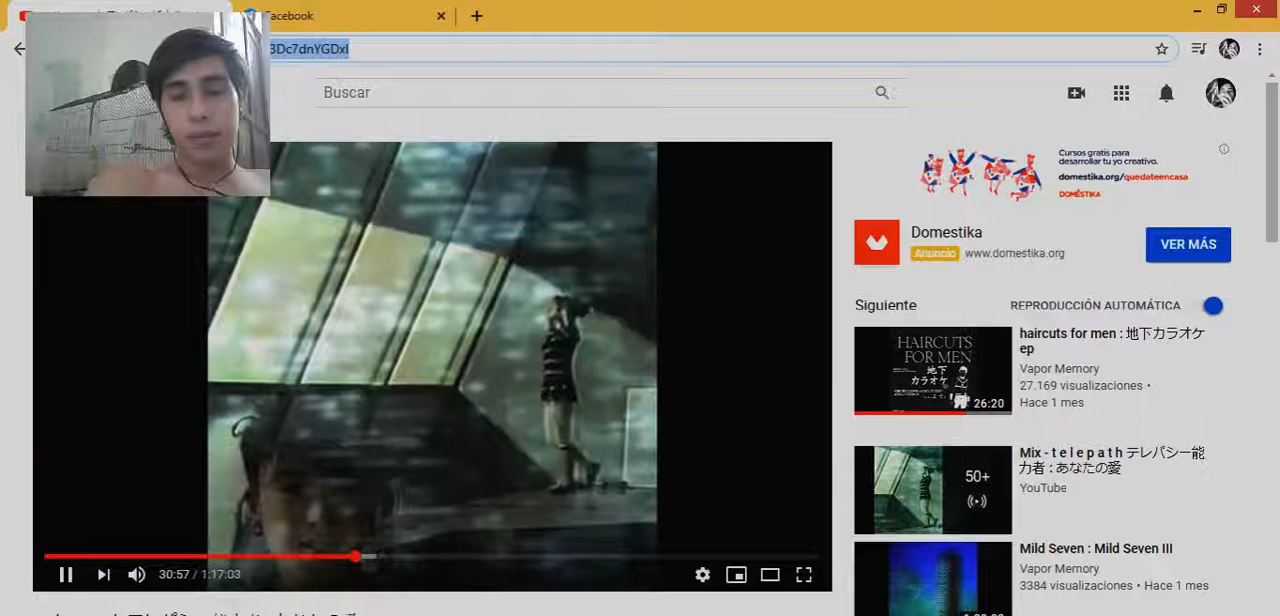 Facebook
3Dc7dnYGDxI
Buscar
Cursos gratis para
desarrollar tu yo creativo.
domestika.org/quedateencasa
DOMESTIKA
Domestika
Anuncio www.domestika.org
VER MÁS
Siguiente
REPRODUCCIÓN AUTOMÁTICA
HAIRCUTS
FOR MEN
地下
カラオケ
26:20
haircuts for men : 地下カラオケ
ep
Vapor Memory
27.169 visualizaciones •
Hace 1 mes
50+
Mix - t e l e p a t h テレパシー能
力者 : あなたの愛
YouTube
Mild Seven : Mild Seven III
Vapor Memory
3384 visualizaciones • Hace 1 mes
30:57 / 1:17:03